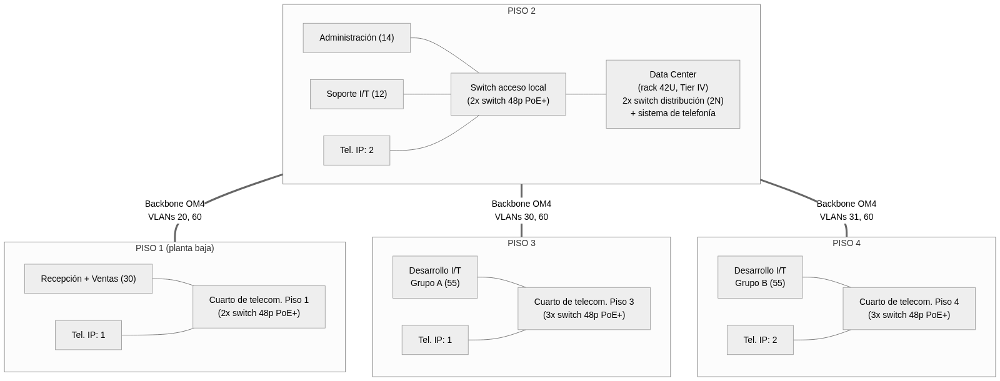 PISO 2
Administración (14)
Soporte I/T (12)
Tel. IP: 2
Switch acceso local
(2x switch 48p PoE+)
Data Center
(rack 42U, Tier IV)
2x switch distribución (2N)
+ sistema de telefonía
Backbone OM4
VLANs 20, 60
Backbone OM4
VLANs 30, 60
Backbone OM4
VLANs 31, 60
PISO 1 (planta baja)
Recepción + Ventas (30)
Tel. IP: 1
Cuarto de telecom. Piso 1
(2x switch 48p PoE+)
PISO 3
Desarrollo I/T
Grupo A (55)
Tel. IP: 1
Cuarto de telecom. Piso 3
(3x switch 48p PoE+)
PISO 4
Desarrollo I/T
Grupo B (55)
Tel. IP: 2
Cuarto de telecom. Piso 4
(3x switch 48p PoE+)